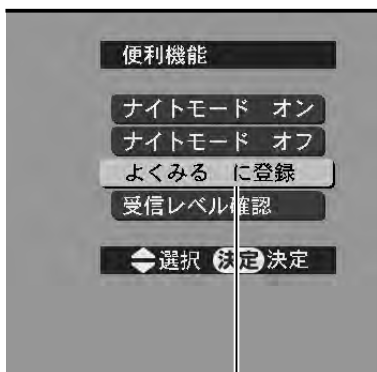 便利機能
ナイトモード オン
ナイトモード オフ
よくみる に登録
受信レベル確認
選択 決定 決定